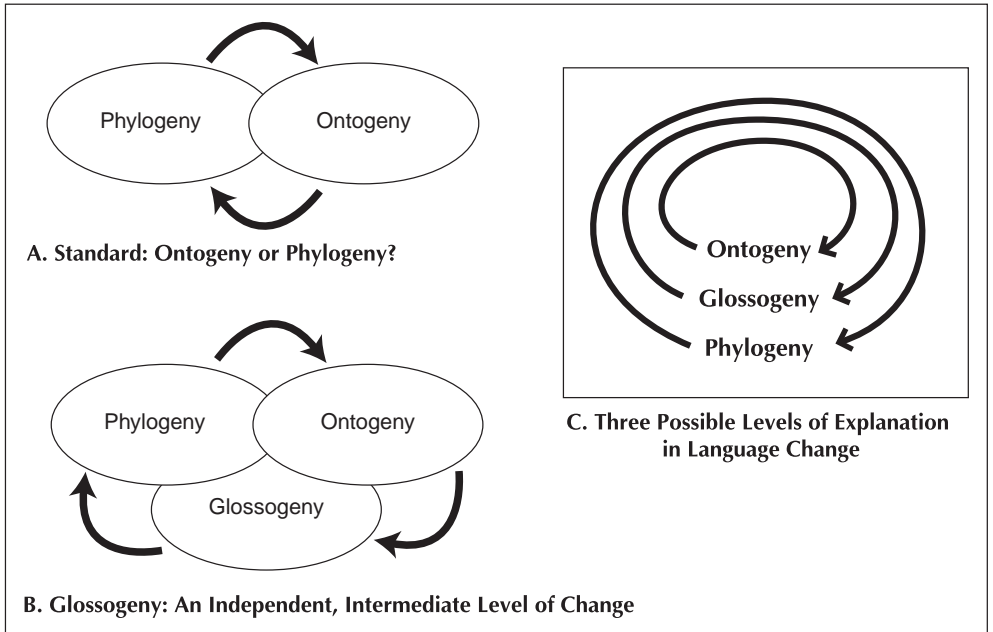 Phylogeny
Ontogeny
A. Standard: Ontogeny or Phylogeny?
Phylogeny
Ontogeny
Glossogeny
B. Glossogeny: An Independent, Intermediate Level of Change
Ontogeny
Glossogeny
Phylogeny
C. Three Possible Levels of Explanation
in Language Change